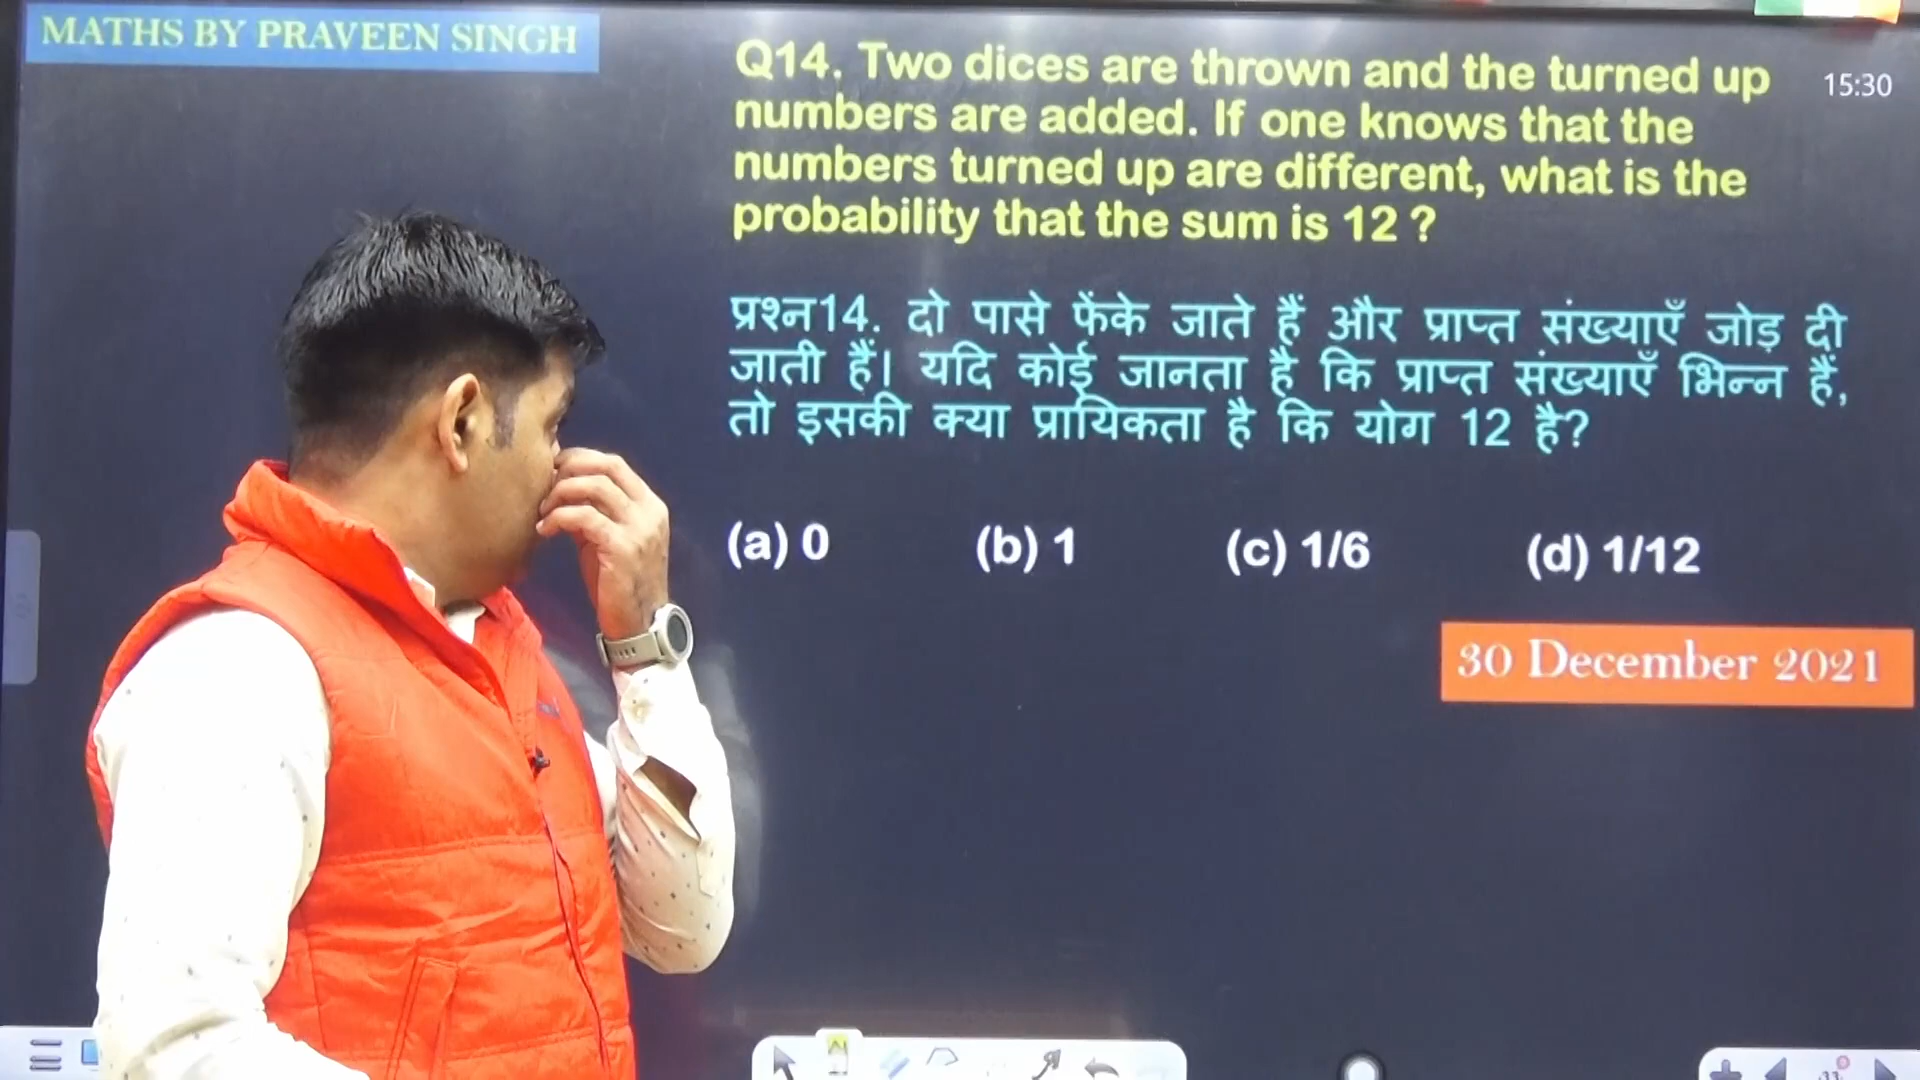 MATHS BY PRAVEEN SINGH
Q14. Two dices are thrown and the turned up
15:30
numbers are added. If one knows that the
numbers turned up are different, what is the
probability that the sum is 12 ?
प्रश्न14. दो पासे फेंके जाते हैं और प्राप्त संख्याएँ जोड़ दी
जाती हैं। यदि कोई जानता है कि प्राप्त संख्याएँ भिन्न हैं,
तो इसकी क्या प्रायिकता है कि योग 12 है?
(a) 0 (b) 1 (c) 1/6 (d) 1/12
30 December 2021